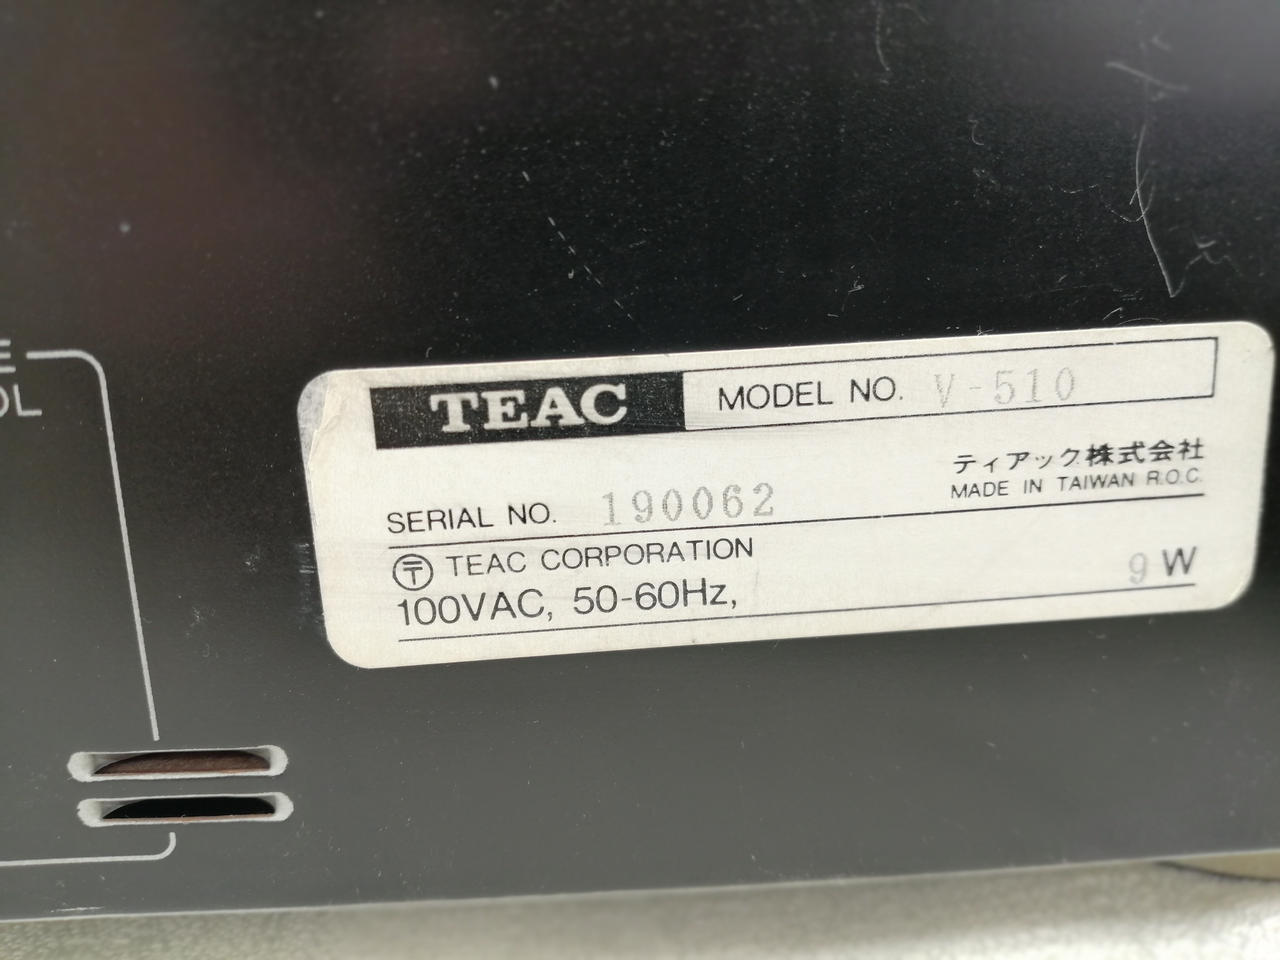 TEAC MODEL NO. V-510
ティアック株式会社
SERIAL NO. 190062 MADE IN TAIWAN R.O.C.
〒 TEAC CORPORATION
100VAC, 50-60Hz, 9 W